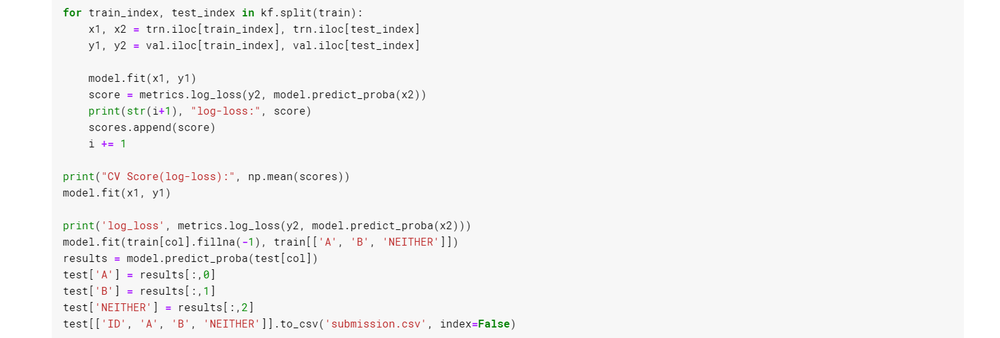 for train_index, test_index in kf.split(train):
    x1, x2 = trn.iloc[train_index], trn.iloc[test_index]
    y1, y2 = val.iloc[train_index], val.iloc[test_index]

    model.fit(x1, y1)
    score = metrics.log_loss(y2, model.predict_proba(x2))
    print(str(i+1), "log-loss:", score)
    scores.append(score)
    i += 1

print("CV Score(log-loss):", np.mean(scores))
model.fit(x1, y1)

print('log_loss', metrics.log_loss(y2, model.predict_proba(x2)))
model.fit(train[col].fillna(-1), train[['A', 'B', 'NEITHER']])
results = model.predict_proba(test[col])
test['A'] = results[:,0]
test['B'] = results[:,1]
test['NEITHER'] = results[:,2]
test[['ID', 'A', 'B', 'NEITHER']].to_csv('submission.csv', index=False)